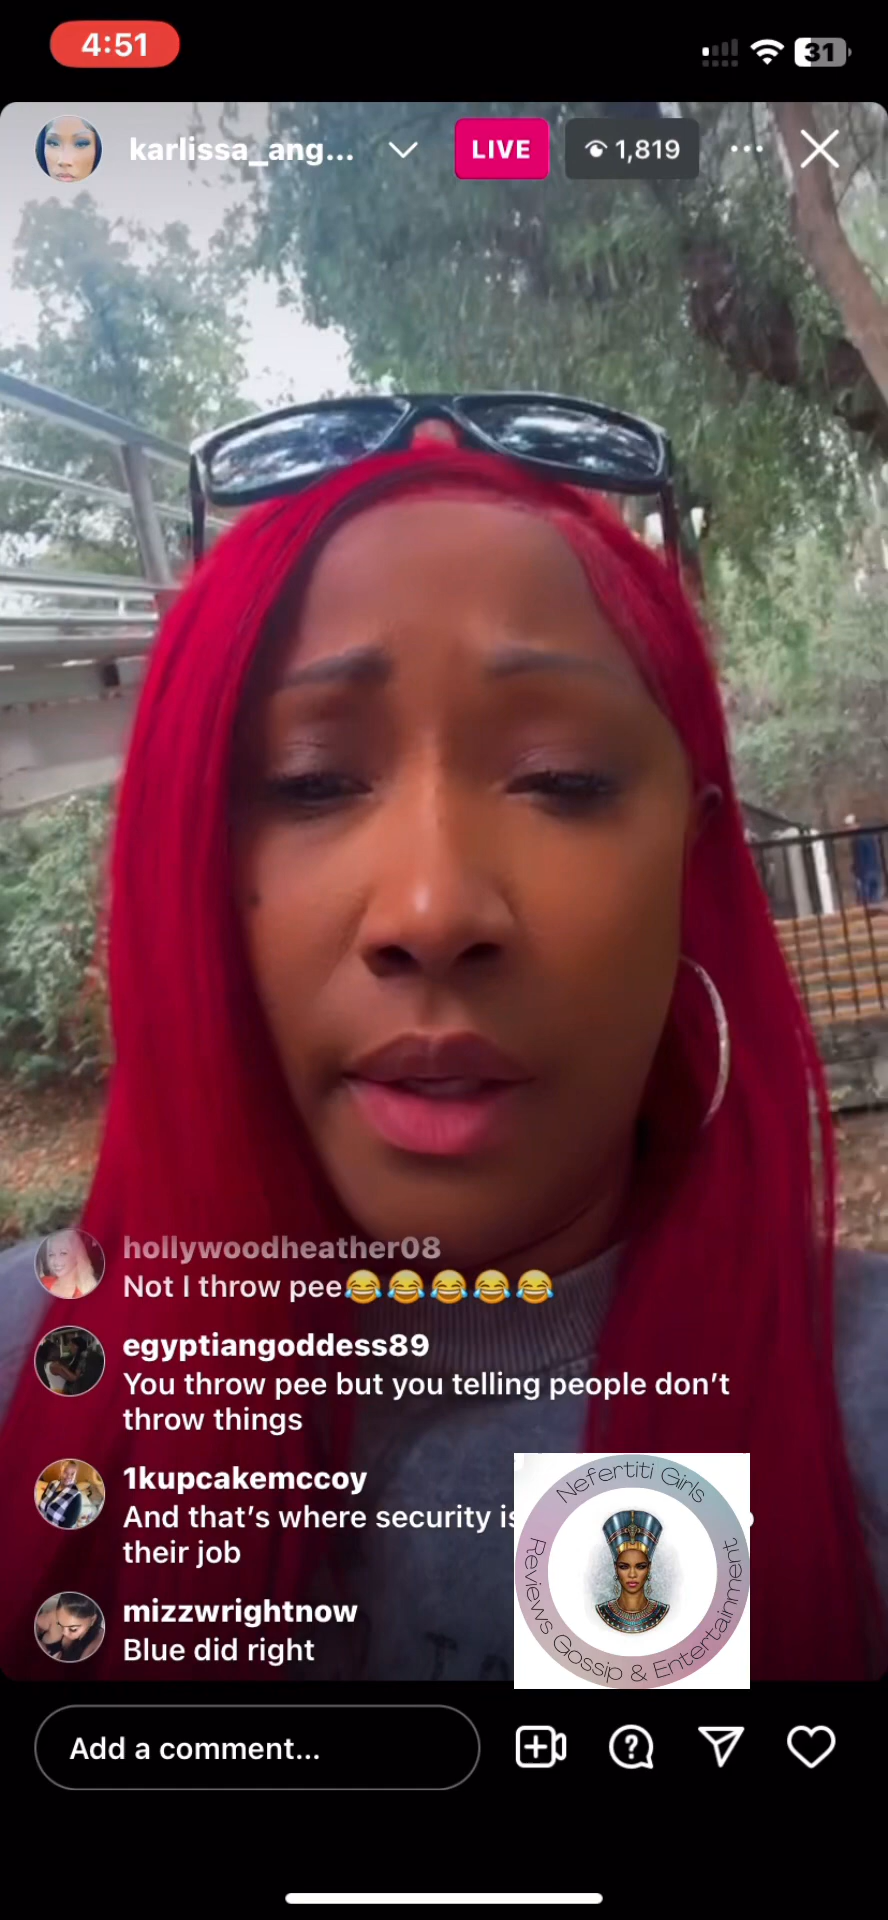 4:51
31
karlissa_ang...
LIVE
1,819
hollywoodheather08
Not I throw pee😂😂😂😂😂
egyptiangoddess89
You throw pee but you telling people don’t
throw things
1kupcakemccoy
And that’s where security
their job
mizzwrightnow
Blue did right
Nefertiti Girls
Reviews Gossip & Entertainment
Add a comment...